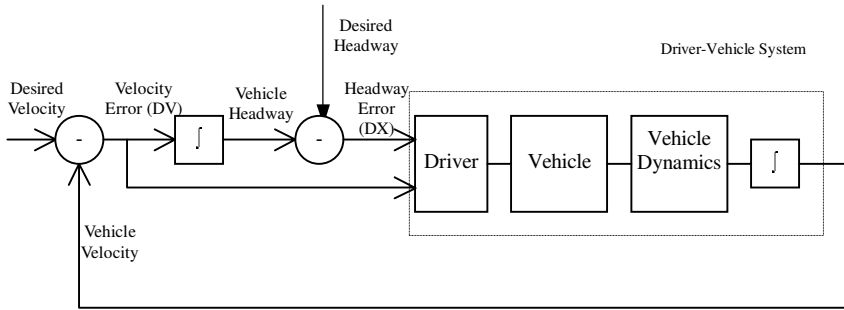 Desired
Headway
Driver-Vehicle System
Desired
Velocity
Velocity
Error (DV)
Vehicle
Headway
Headway
Error
(DX)
-
∫
-
Driver
Vehicle
Vehicle
Dynamics
∫
Vehicle
Velocity